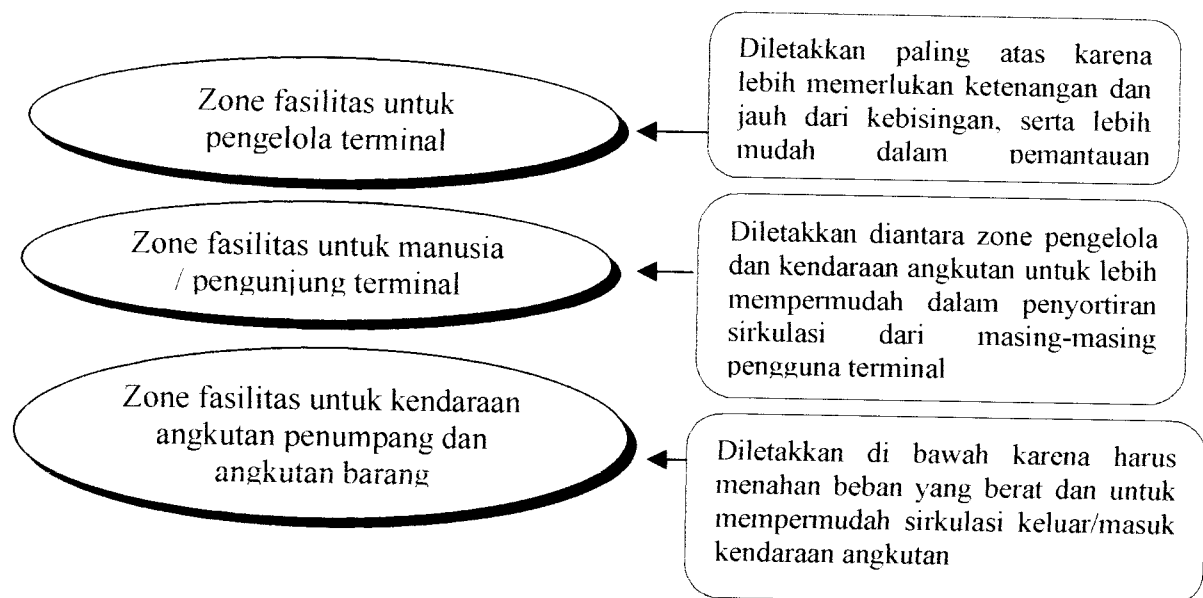 Zone fasilitas untuk
pengelola terminal
Diletakkan paling atas karena
lebih memerlukan ketenangan dan
jauh dari kebisingan, serta lebih
mudah dalam pemantauan
Zone fasilitas untuk manusia
/ pengunjung terminal
Diletakkan diantara zone pengelola
dan kendaraan angkutan untuk lebih
mempermudah dalam penyortiran
sirkulasi dari masing-masing
pengguna terminal
Zone fasilitas untuk kendaraan
angkutan penumpang dan
angkutan barang
Diletakkan di bawah karena harus
menahan beban yang berat dan untuk
mempermudah sirkulasi keluar/masuk
kendaraan angkutan